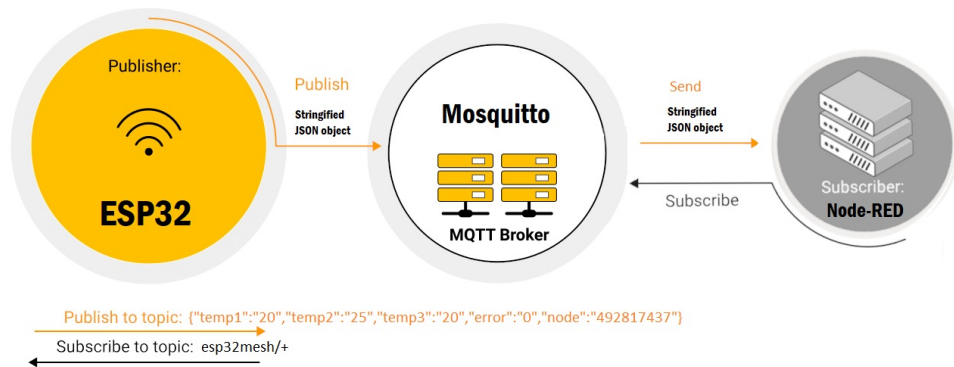 Publisher:
ESP32
Publish
Stringified
JSON object
Mosquitto
MQTT Broker
Send
Stringified
JSON object
Subscribe
Subscriber:
Node-RED
Publish to topic: {"temp1":"20","temp2":"25","temp3":"20","error":"0","node":"492817437"}
Subscribe to topic: esp32mesh/+